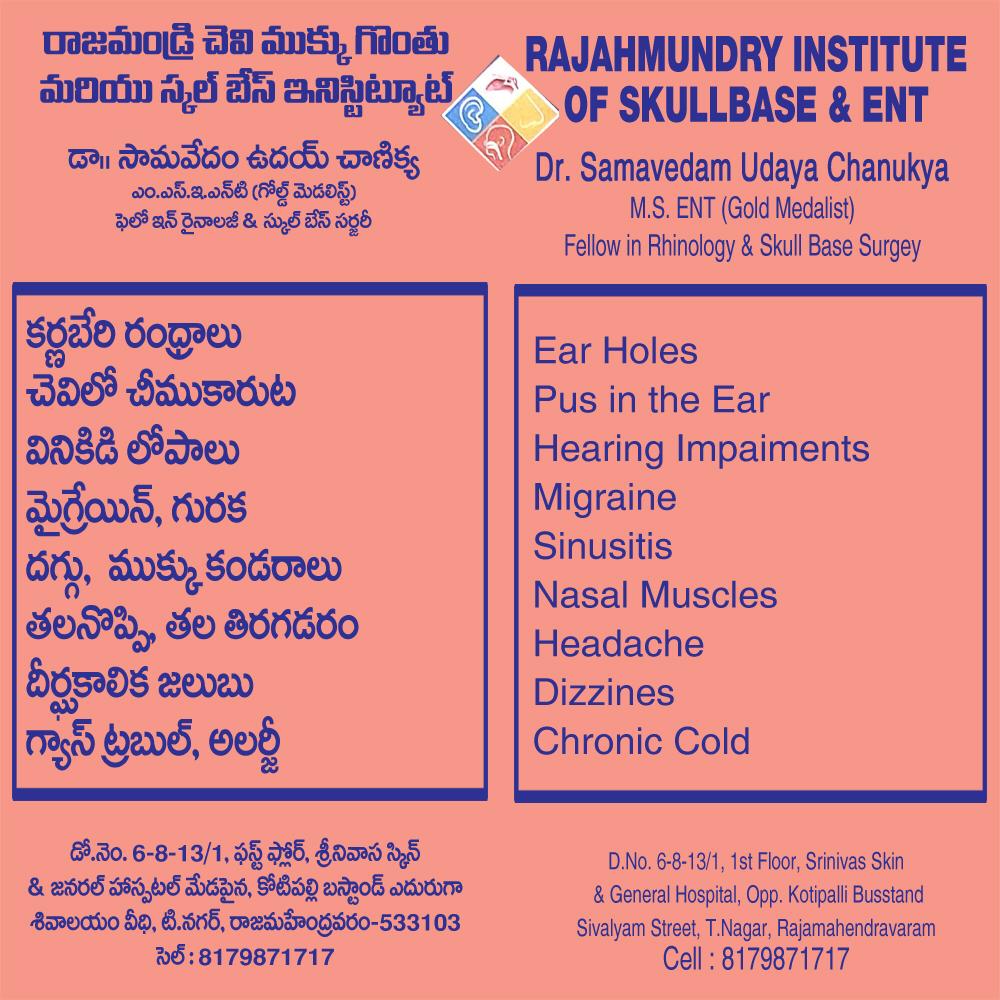 రాజమండ్రి చెవి ముక్కు గొంతు
మరియు స్కల్ బేస్ ఇనిస్టిట్యూట్
డా॥ సామవేదం ఉదయ్ చాణిక్య
ఎం.ఎస్.ఇ.ఎన్‌టి (గోల్డ్ మెడలిస్ట్)
ఫెలో ఇన్ రైనాలజీ & స్కుల్ బేస్ సర్జరీ
కర్ణబేరి రంధ్రాలు
చెవిలో చీముకారుట
వినికిడి లోపాలు
మైగ్రేయిన్, గురక
దగ్గు, ముక్కు కండరాలు
తలనొప్పి, తల తిరగడరం
దీర్ఘకాలిక జలుబు
గ్యాస్ ట్రబుల్, అలర్జీ
డో.నెం. 6-8-13/1, ఫస్ట్ ఫ్లోర్, శ్రీనివాస స్కిన్
& జనరల్ హాస్పటల్ మేడపైన, కోటిపల్లి బస్టాండ్ ఎదురుగా
శివాలయం వీధి, టి.నగర్, రాజమహేంద్రవరం-533103
సెల్ : 8179871717
RAJAHMUNDRY INSTITUTE
OF SKULLBASE & ENT
Dr. Samavedam Udaya Chanukya
M.S. ENT (Gold Medalist)
Fellow in Rhinology & Skull Base Surgey
Ear Holes
Pus in the Ear
Hearing Impaiments
Migraine
Sinusitis
Nasal Muscles
Headache
Dizzines
Chronic Cold
D.No. 6-8-13/1, 1st Floor, Srinivas Skin
& General Hospital, Opp. Kotipalli Busstand
Sivalyam Street, T.Nagar, Rajamahendravaram
Cell : 8179871717